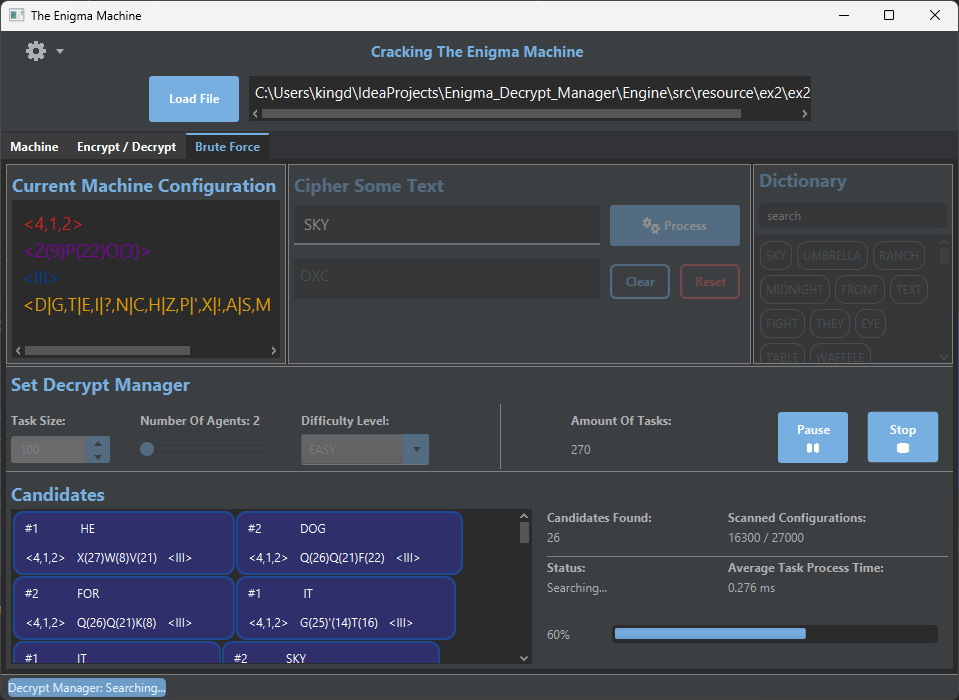 The Enigma Machine
Cracking The Enigma Machine
Load File
C:\Users\kingd\IdeaProjects\Enigma_Decrypt_Manager\Engine\src\resource\ex2\ex2
Machine Encrypt / Decrypt Brute Force
Current Machine Configuration
<4,1,2>
<Z(9)P(22)O(3)>
<III>
<D|G,T|E,I|?,N|C,H|Z,P|',X|!,A|S,M
Cipher Some Text
SKY
Process
OXC
Clear
Reset
Dictionary
search
SKY UMBRELLA RANCH
MIDNIGHT FRONT TEXT
FIGHT THEY EYE
TABLE WAFFELE
Set Decrypt Manager
Task Size:
100
Number Of Agents: 2
Difficulty Level:
EASY
Amount Of Tasks:
270
Pause
Stop
Candidates
#1 HE
<4,1,2> X(27)W(8)V(21) <III>
#2 DOG
<4,1,2> Q(26)Q(21)F(22) <III>
#2 FOR
<4,1,2> Q(26)Q(21)K(8) <III>
#1 IT
<4,1,2> G(25)'(14)T(16) <III>
#1 IT
#2 SKY
Candidates Found:
26
Scanned Configurations:
16300 / 27000
Status:
Searching...
Average Task Process Time:
0.276 ms
60%
Decrypt Manager: Searching...